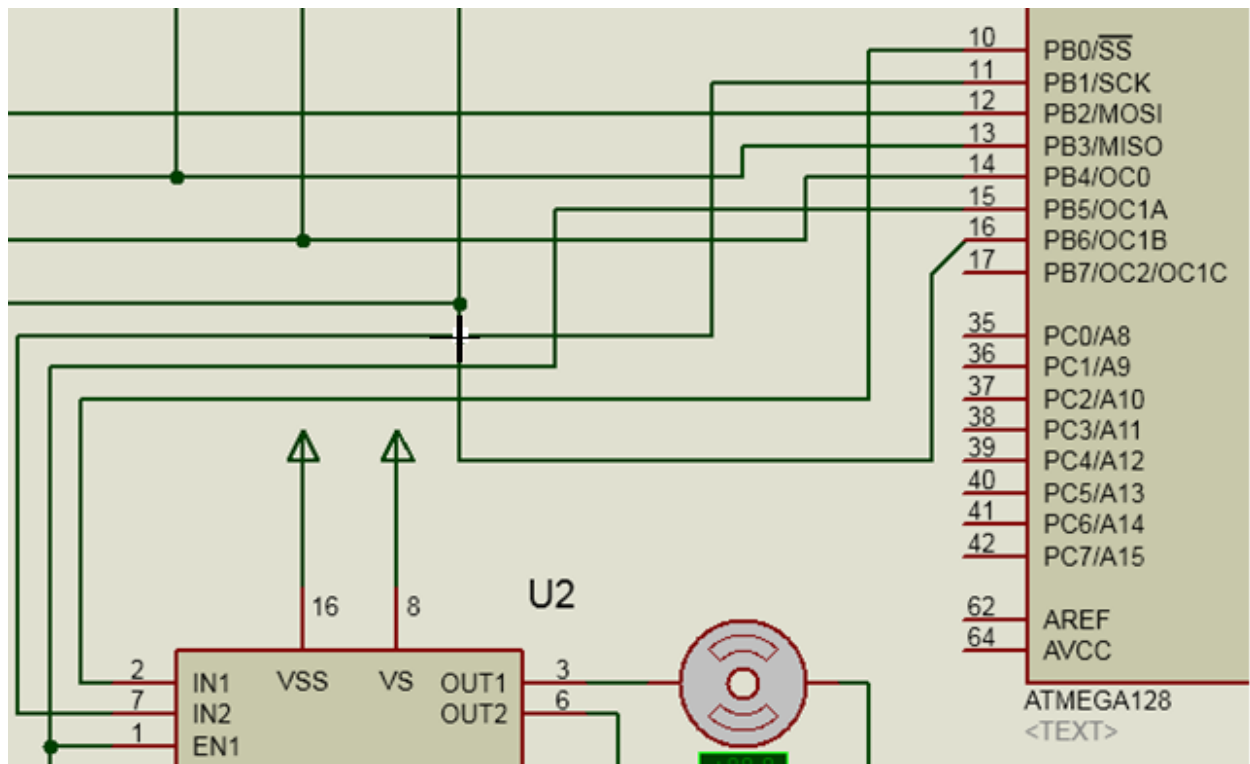 10 PB0/SS
11 PB1/SCK
12 PB2/MOSI
13 PB3/MISO
14 PB4/OC0
15 PB5/OC1A
16 PB6/OC1B
17 PB7/OC2/OC1C
35 PC0/A8
36 PC1/A9
37 PC2/A10
38 PC3/A11
39 PC4/A12
40 PC5/A13
41 PC6/A14
42 PC7/A15
62 AREF
64 AVCC
ATMEGA128
<TEXT>
U2
16 8
2 IN1 VSS VS OUT1 3
7 IN2 OUT2 6
1 EN1